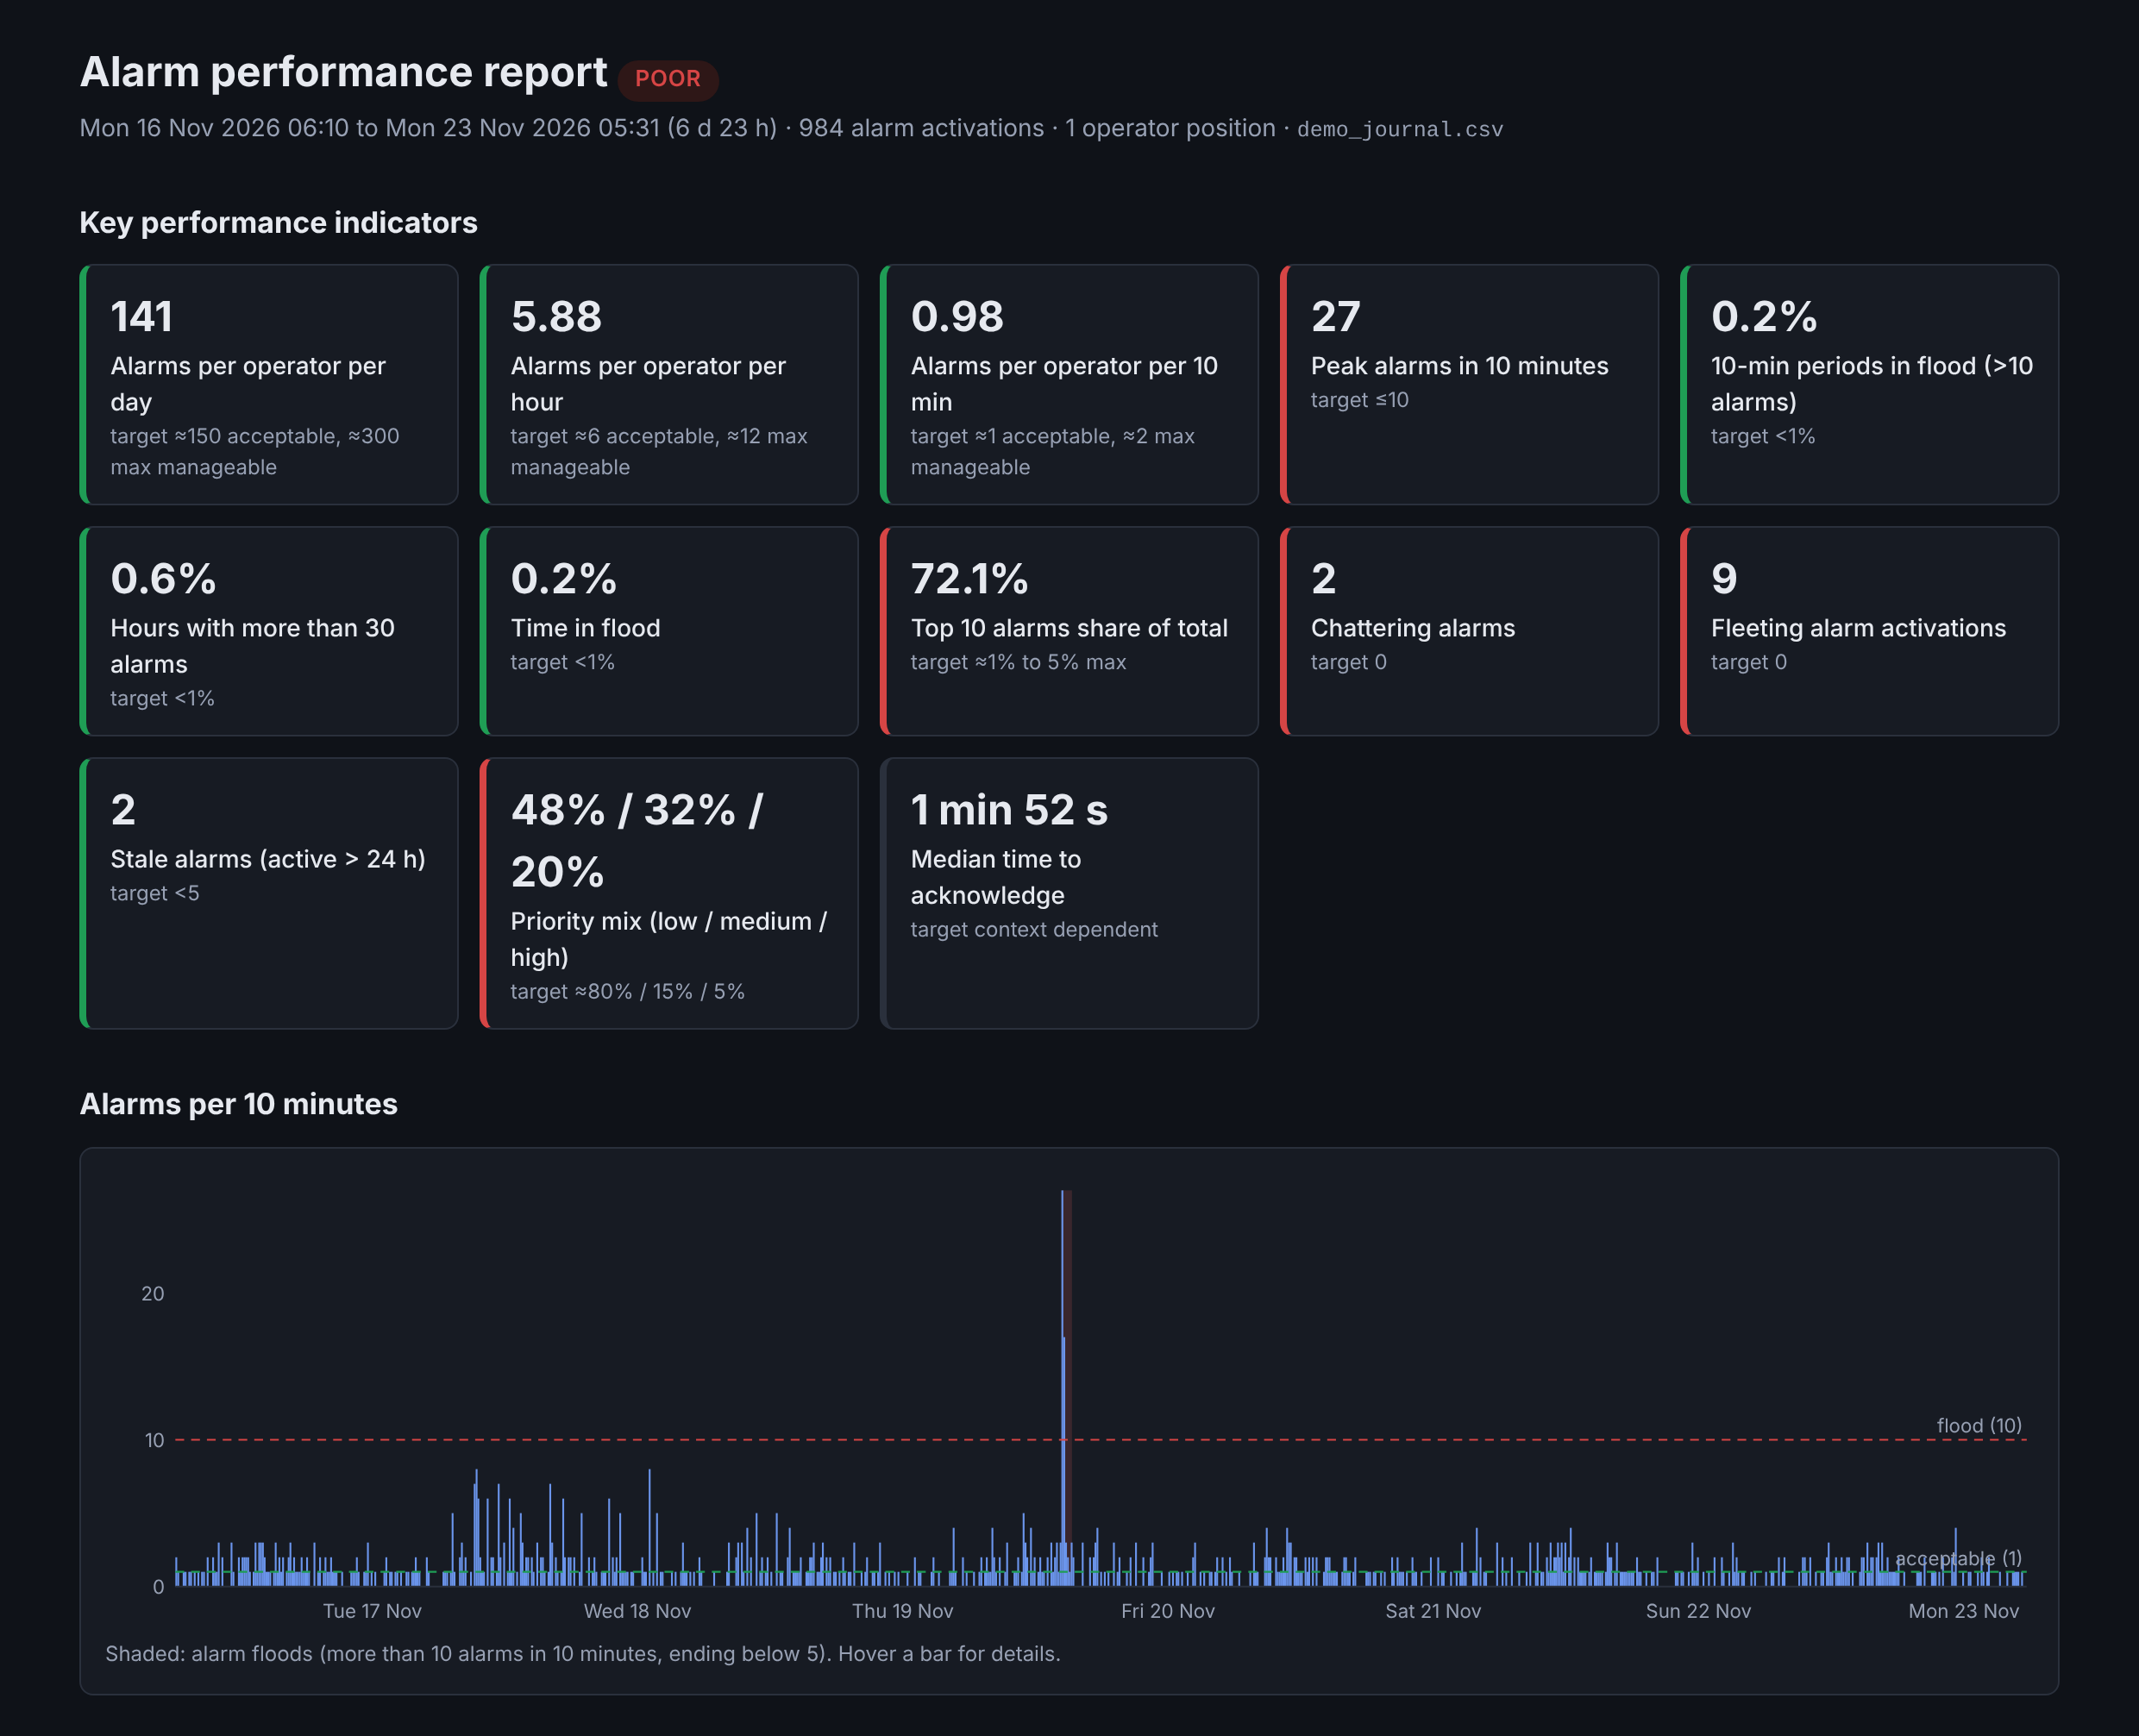 Alarm performance report POOR
Mon 16 Nov 2026 06:10 to Mon 23 Nov 2026 05:31 (6 d 23 h) · 984 alarm activations · 1 operator position · demo_journal.csv
Key performance indicators
141
Alarms per operator per
day
target ≈150 acceptable, ≈300
max manageable
5.88
Alarms per operator per
hour
target ≈6 acceptable, ≈12 max
manageable
0.98
Alarms per operator per 10
min
target ≈1 acceptable, ≈2 max
manageable
27
Peak alarms in 10 minutes
target ≤10
0.2%
10-min periods in flood (>10
alarms)
target <1%
0.6%
Hours with more than 30
alarms
target <1%
0.2%
Time in flood
target <1%
72.1%
Top 10 alarms share of total
target ≈1% to 5% max
2
Chattering alarms
target 0
9
Fleeting alarm activations
target 0
2
Stale alarms (active > 24 h)
target <5
48% / 32% /
20%
Priority mix (low / medium /
high)
target ≈80% / 15% / 5%
1 min 52 s
Median time to
acknowledge
target context dependent
Alarms per 10 minutes
20
10
0
flood (10)
acceptable (1)
Tue 17 Nov
Wed 18 Nov
Thu 19 Nov
Fri 20 Nov
Sat 21 Nov
Sun 22 Nov
Mon 23 Nov
Shaded: alarm floods (more than 10 alarms in 10 minutes, ending below 5). Hover a bar for details.